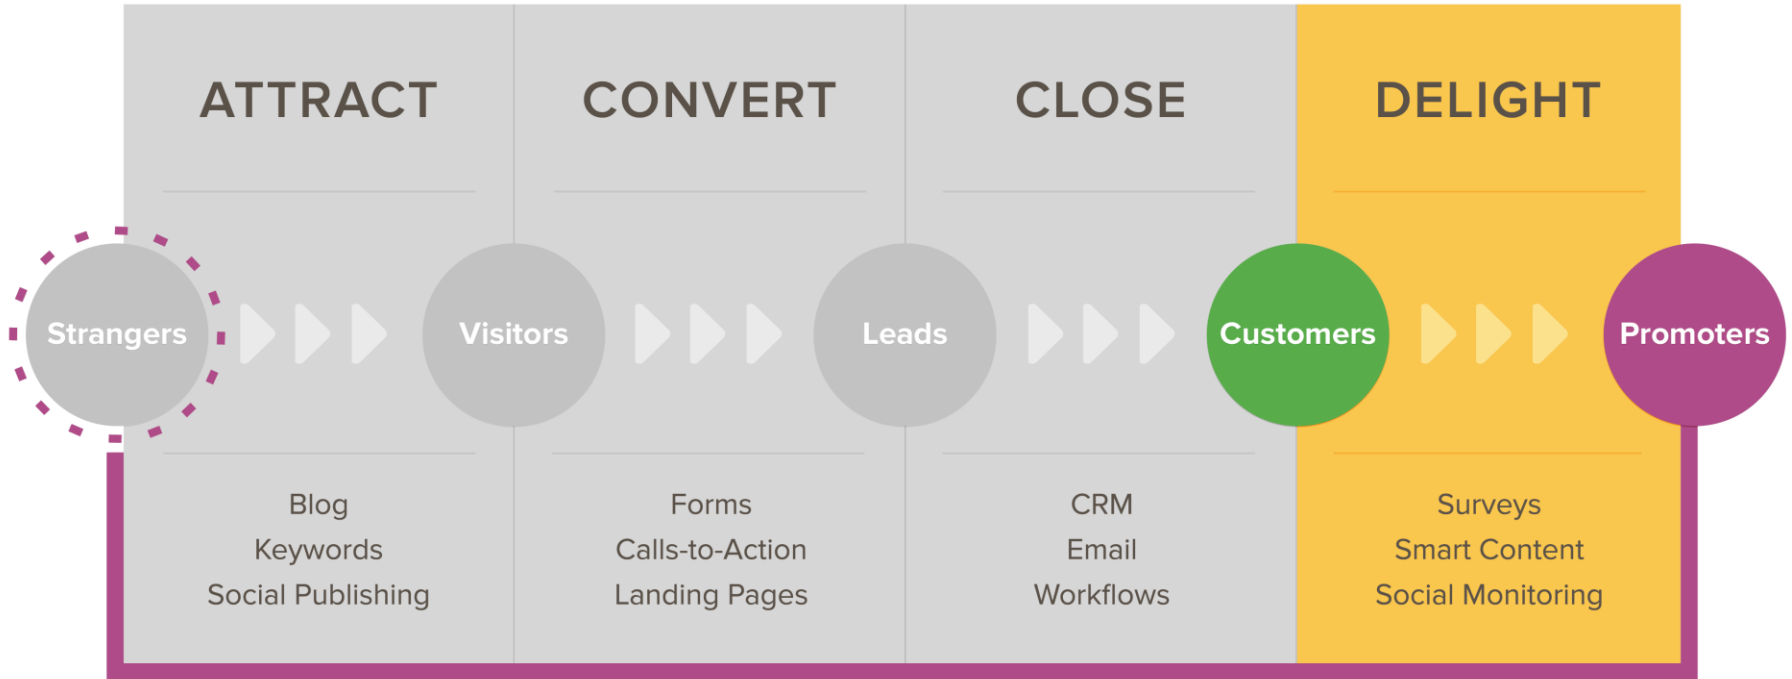 ATTRACT
CONVERT
CLOSE
DELIGHT
Strangers
Visitors
Leads
Customers
Promoters
Blog
Keywords
Social Publishing
Forms
Calls-to-Action
Landing Pages
CRM
Email
Workflows
Surveys
Smart Content
Social Monitoring